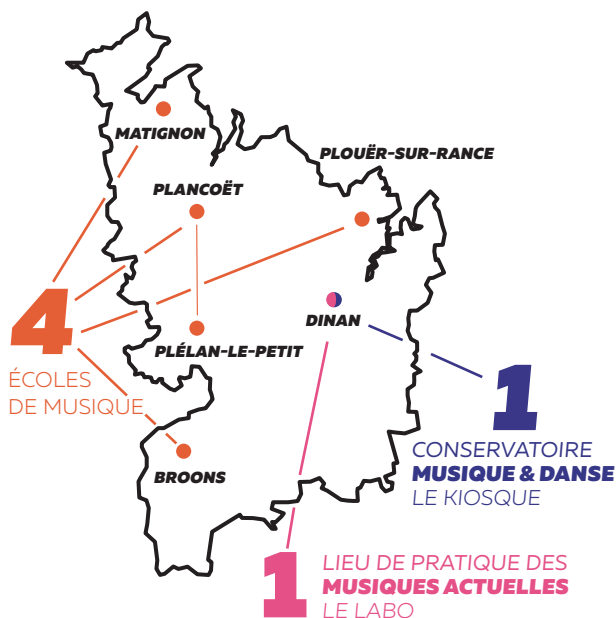 MATIGNON
PLOUËR-SUR-RANCE
PLANCOËT
DINAN
PLÉLAN-LE-PETIT
4
ÉCOLES
DE MUSIQUE
BROONS
1
CONSERVATOIRE
MUSIQUE & DANSE
LE KIOSQUE
1
LIEU DE PRATIQUE DES
MUSIQUES ACTUELLES
LE LABO